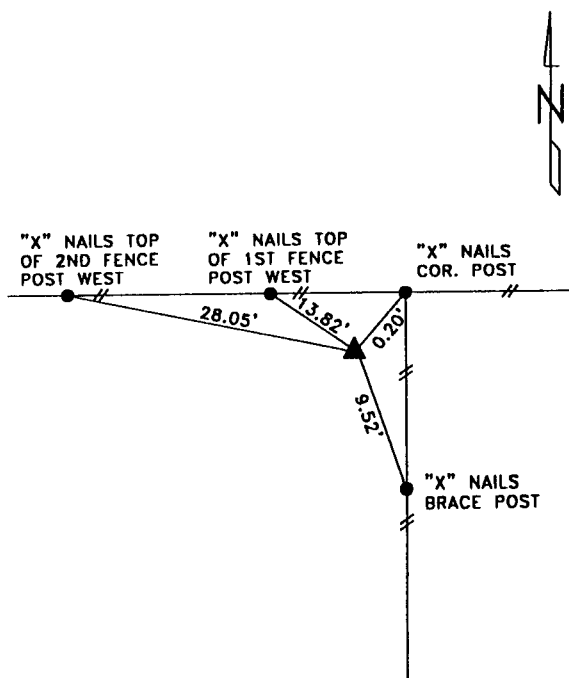 N
"X" NAILS TOP
OF 2ND FENCE
POST WEST
"X" NAILS TOP
OF 1ST FENCE
POST WEST
"X" NAILS
COR. POST
28.05'
13.82'
0.20'
9.52'
"X" NAILS
BRACE POST